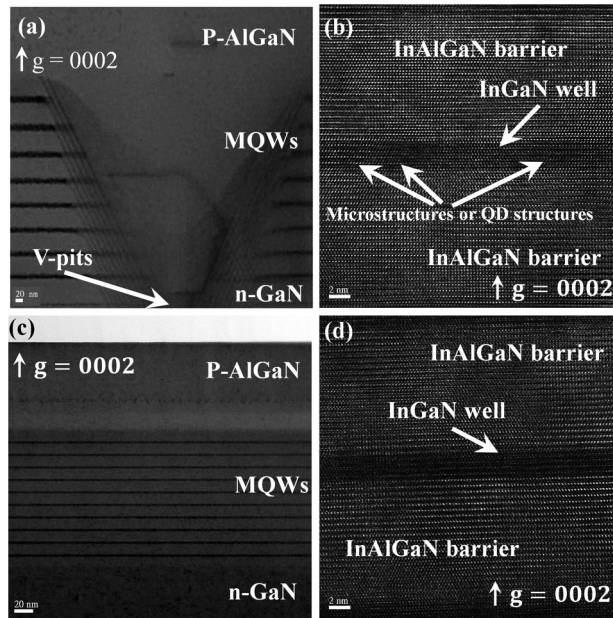 (a)
P-AlGaN
↑ g = 0002
MQWs
V-pits
n-GaN
20 nm
(b)
InAlGaN barrier
InGaN well
Microstructures or QD structures
InAlGaN barrier
↑ g = 0002
2 nm
(c)
↑ g = 0002
P-AlGaN
MQWs
n-GaN
20 nm
(d)
InAlGaN barrier
InGaN well
InAlGaN barrier
↑ g = 0002
2 nm